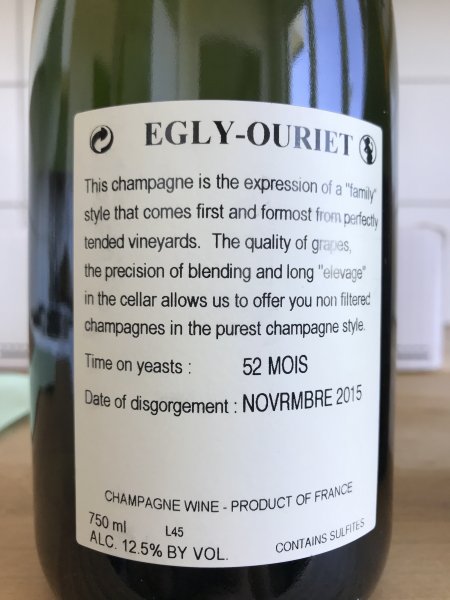 EGLY-OURIET
This champagne is the expression of a "family"
style that comes first and formost from perfectly
tended vineyards. The quality of grapes,
the precision of blending and long "elevage"
in the cellar allows us to offer you non filtered
champagnes in the purest champagne style.
Time on yeasts : 52 MOIS
Date of disgorgement : NOVRMBRE 2015
CHAMPAGNE WINE - PRODUCT OF FRANCE
750 ml L45
ALC. 12.5% BY VOL. CONTAINS SULFITES